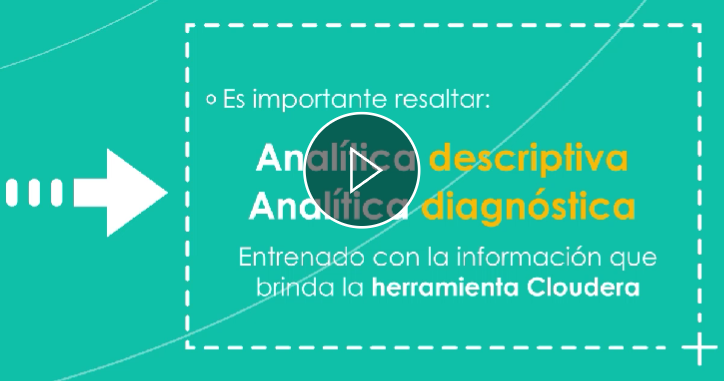 Es importante resaltar:
Analítica descriptiva
Analítica diagnóstica
Entrenado con la información que
brinda la herramienta Cloudera